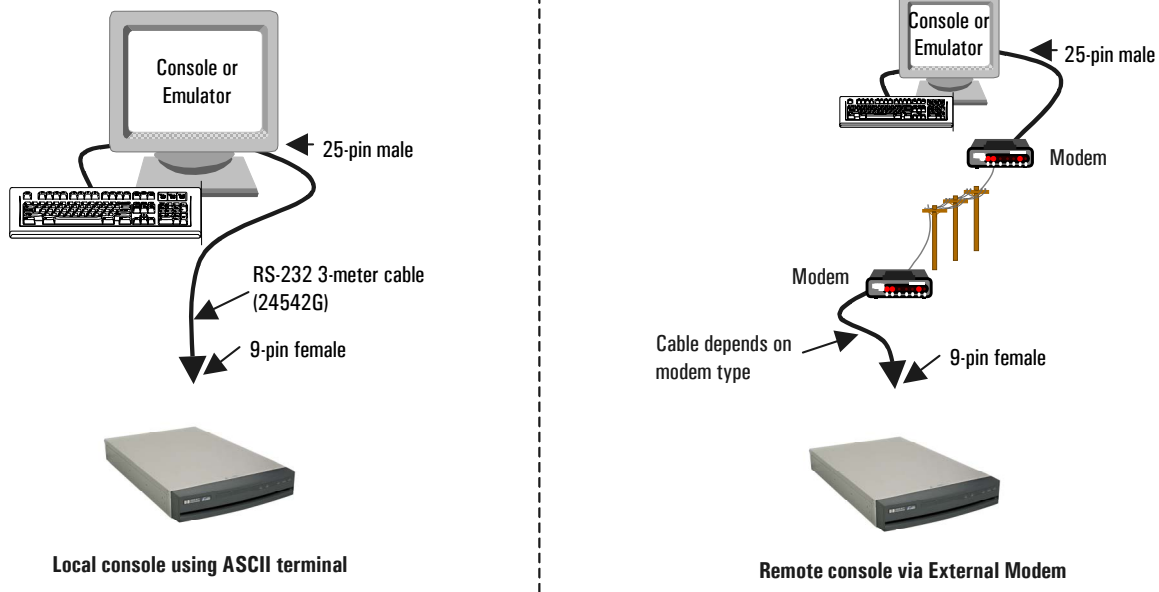 Console or
Emulator
25-pin male
RS-232 3-meter cable
(24542G)
9-pin female
Local console using ASCII terminal
Console or
Emulator
25-pin male
Modem
Modem
Cable depends on
modem type
9-pin female
Remote console via External Modem